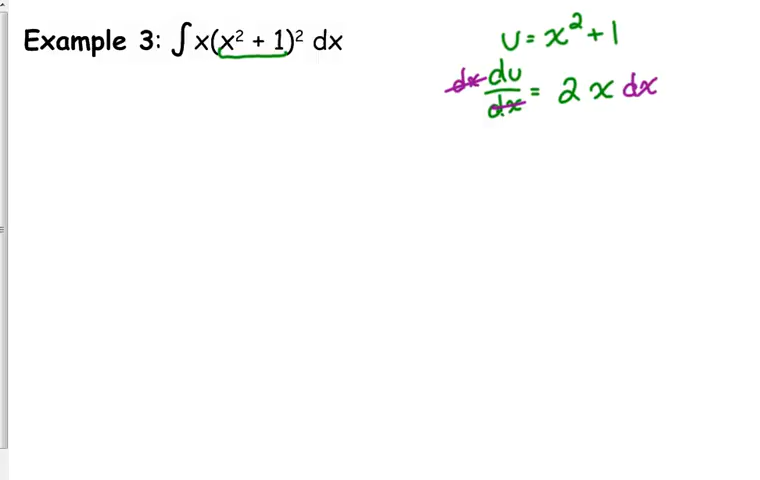 Example 3: ∫ x(x² + 1)² dx
u = x² + 1
dx du/dx = 2x dx